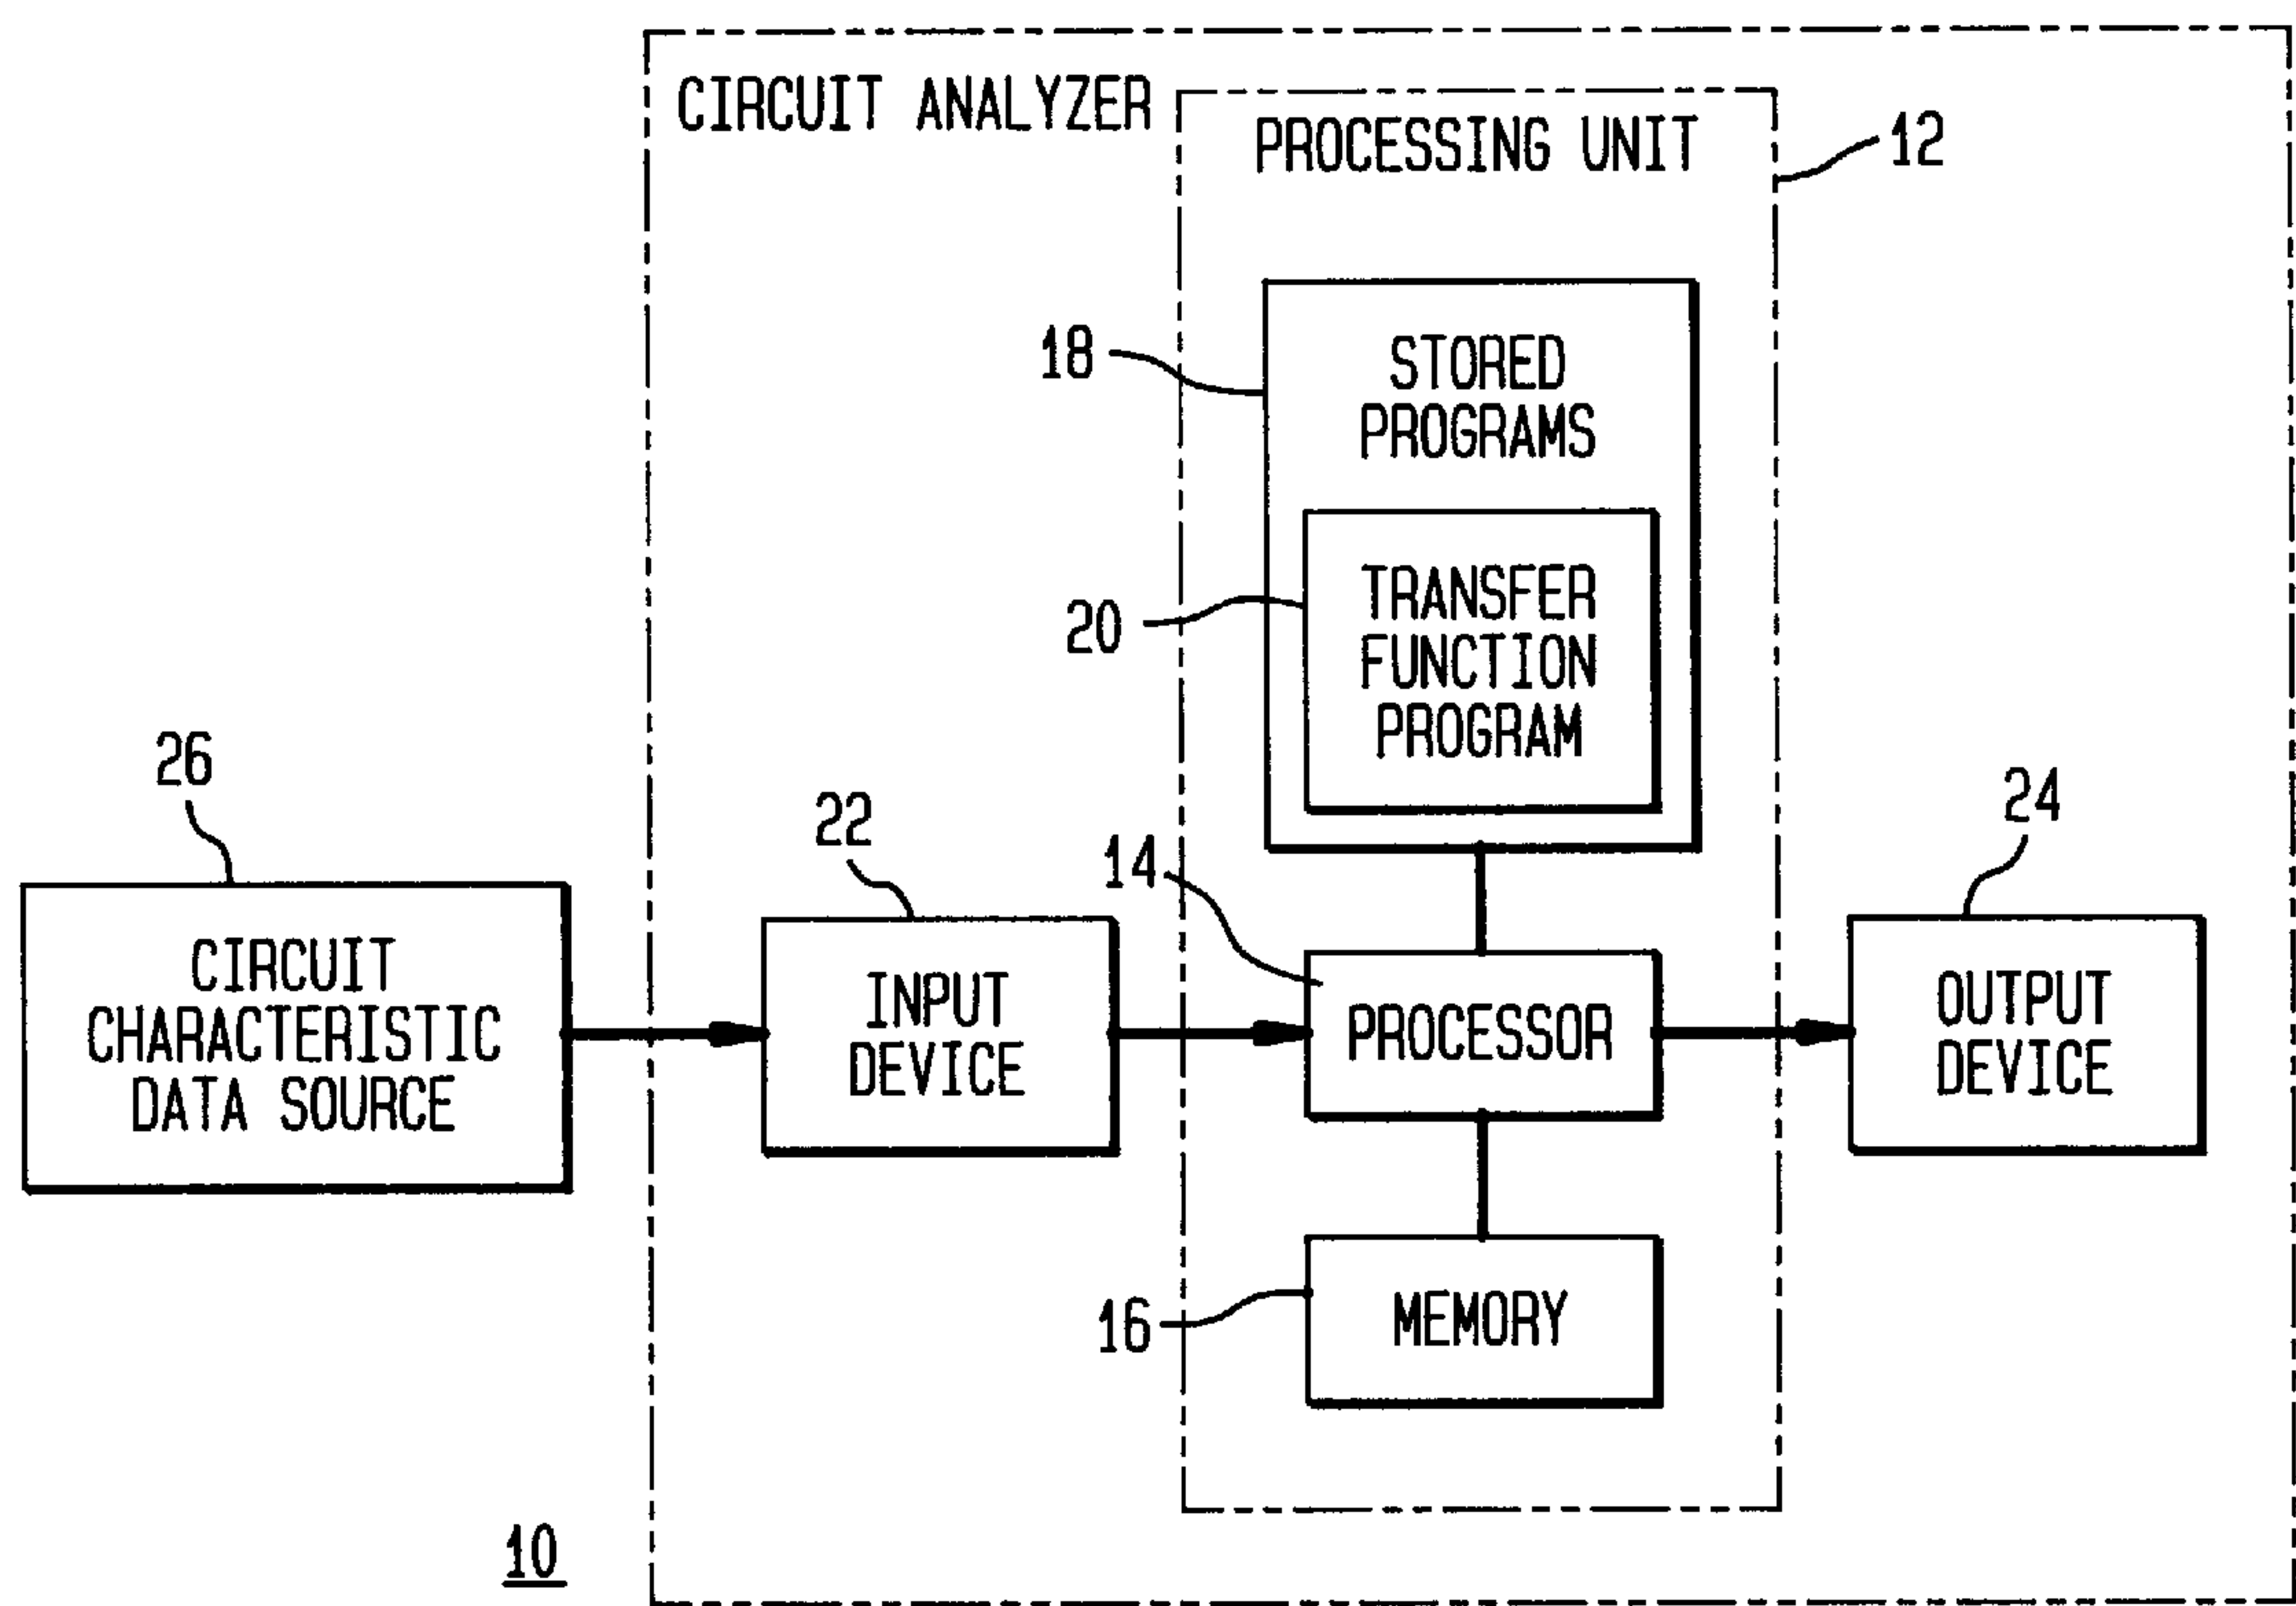 CIRCUIT ANALYZER
PROCESSING UNIT
12
18
STORED
PROGRAMS
20
TRANSFER
FUNCTION
PROGRAM
26
CIRCUIT
CHARACTERISTIC
DATA SOURCE
22
INPUT
DEVICE
14
PROCESSOR
24
OUTPUT
DEVICE
16
MEMORY
10